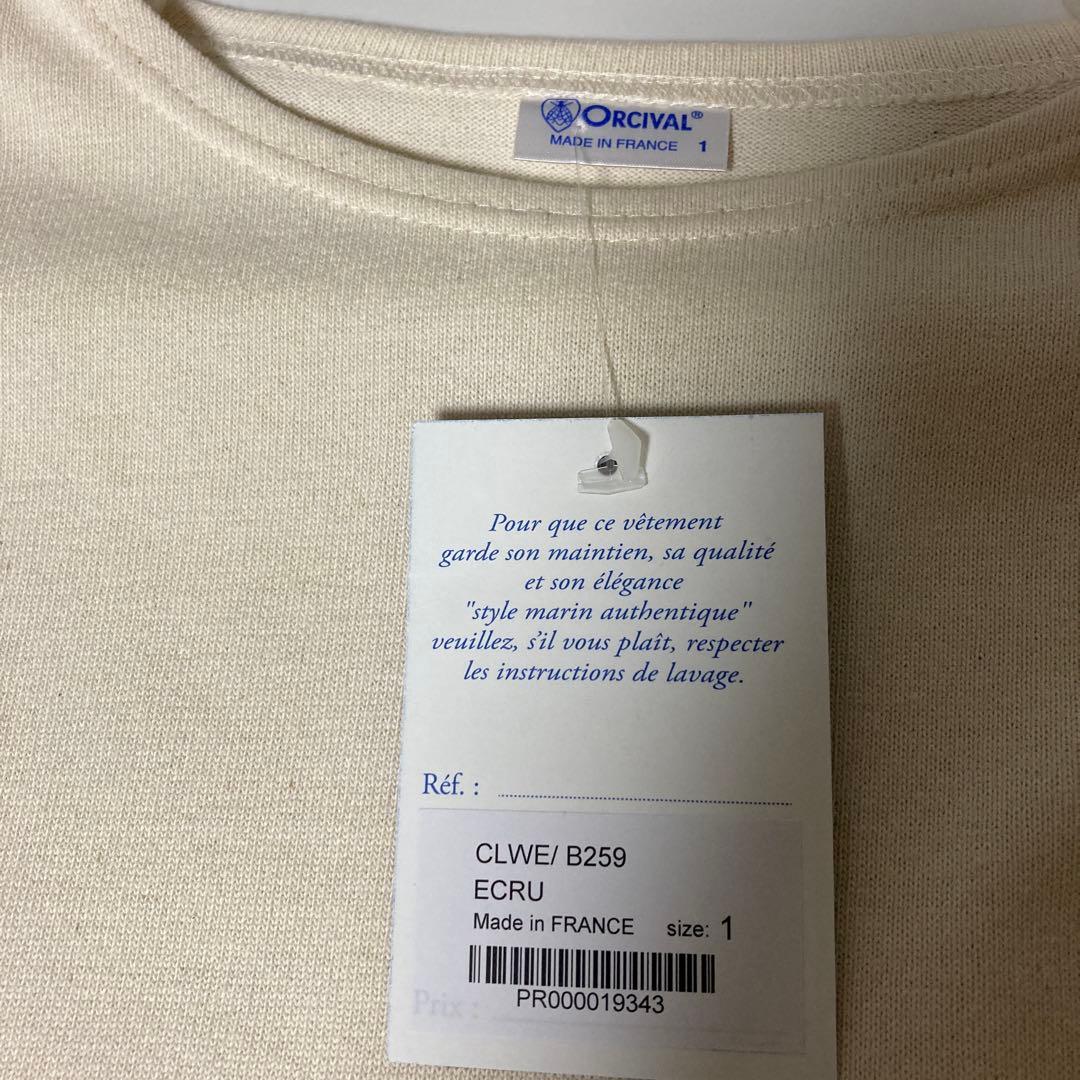 ORCIVAL®
MADE IN FRANCE 1
Pour que ce vêtement
garde son maintien, sa qualité
et son élégance
"style marin authentique"
veuillez, s'il vous plaît, respecter
les instructions de lavage.
Réf. :
CLWE/ B259
ECRU
Made in FRANCE size: 1
PR000019343
Prix :